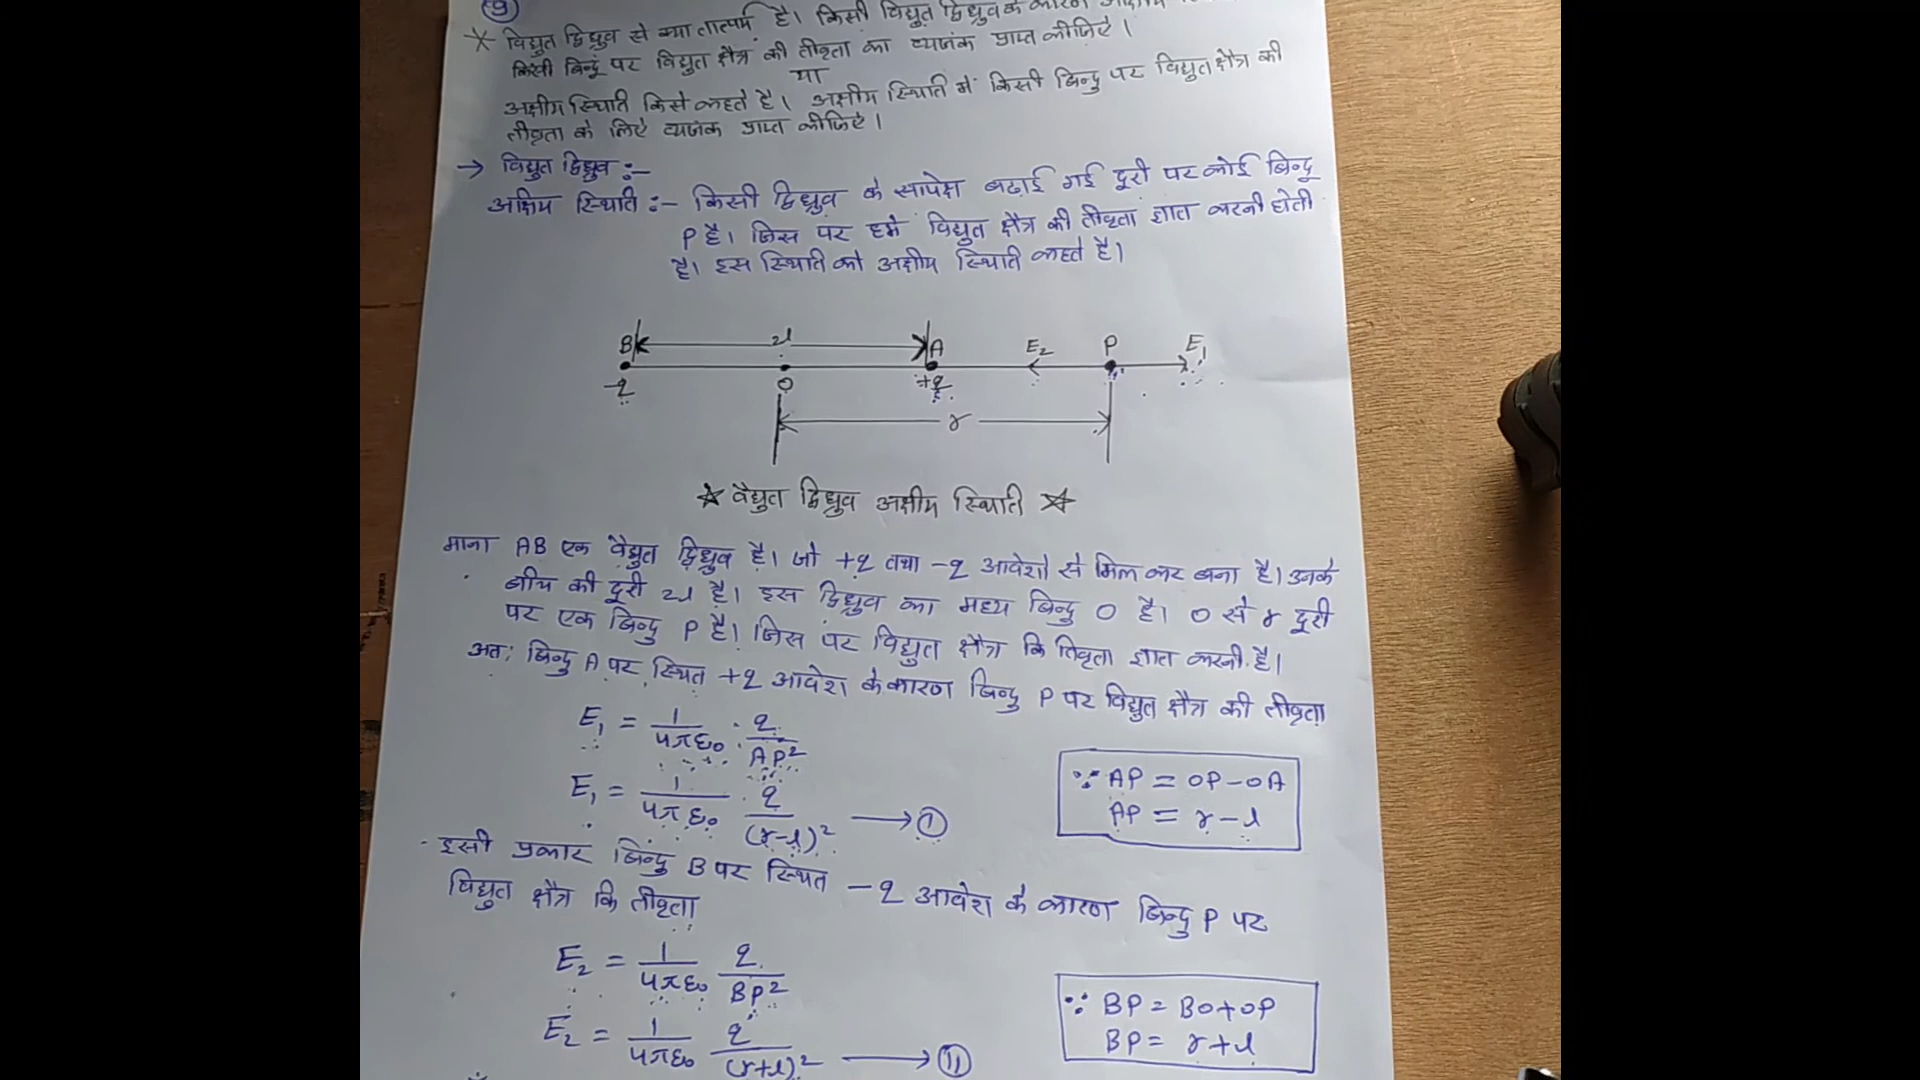 9
* विद्युत द्विध्रुव से क्या तात्पर्य है। किसी विद्युत द्विध्रुव के कारण
किसी बिन्दु पर विद्युत क्षेत्र की तीव्रता का व्यंजक प्राप्त कीजिए।
या
अक्षीय स्थिति किसे कहते है। अक्षीय स्थिति में किसी बिन्दु पर विद्युत क्षेत्र की
तीव्रता के लिए व्यंजक प्राप्त कीजिए।
→ विद्युत द्विध्रुव :-
अक्षिय स्थिति :- किसी द्विध्रुव के सापेक्ष बढाई गई दूरी पर कोई बिन्दु
P है। जिस पर हमे विद्युत क्षेत्र की तीव्रता ज्ञात करनी होती
है। इस स्थिति को अक्षीय स्थिति कहते है।
B 2l A E₂ P E₁
-q O +q
r
☆ वैद्युत द्विध्रुव अक्षीय स्थिति ☆
माना AB एक वैद्युत द्विध्रुव है। जो +q तथा -q आवेशो से मिल कर बना है। उनके
बीच की दूरी 2l है। इस द्विध्रुव का मध्य बिन्दु O है। O से r दूरी
पर एक बिन्दु P है। जिस पर विद्युत क्षेत्र कि तिवृता ज्ञात करनी है।
अतः बिन्दु A पर स्थित +q आवेश के कारण बिन्दु P पर विद्युत क्षेत्र की तीव्रता
E₁ = 1/4πε₀ · q/AP²
E₁ = 1/4πε₀ · q/(r-l)² → ①
∵ AP = OP - OA
AP = r - l
इसी प्रकार बिन्दु B पर स्थित -q आवेश के कारण बिन्दु P पर
विद्युत क्षेत्र कि तीव्रता
E₂ = 1/4πε₀ q/BP²
E₂ = 1/4πε₀ q/(r+l)² → ⑪
∵ BP = BO + OP
BP = r + l